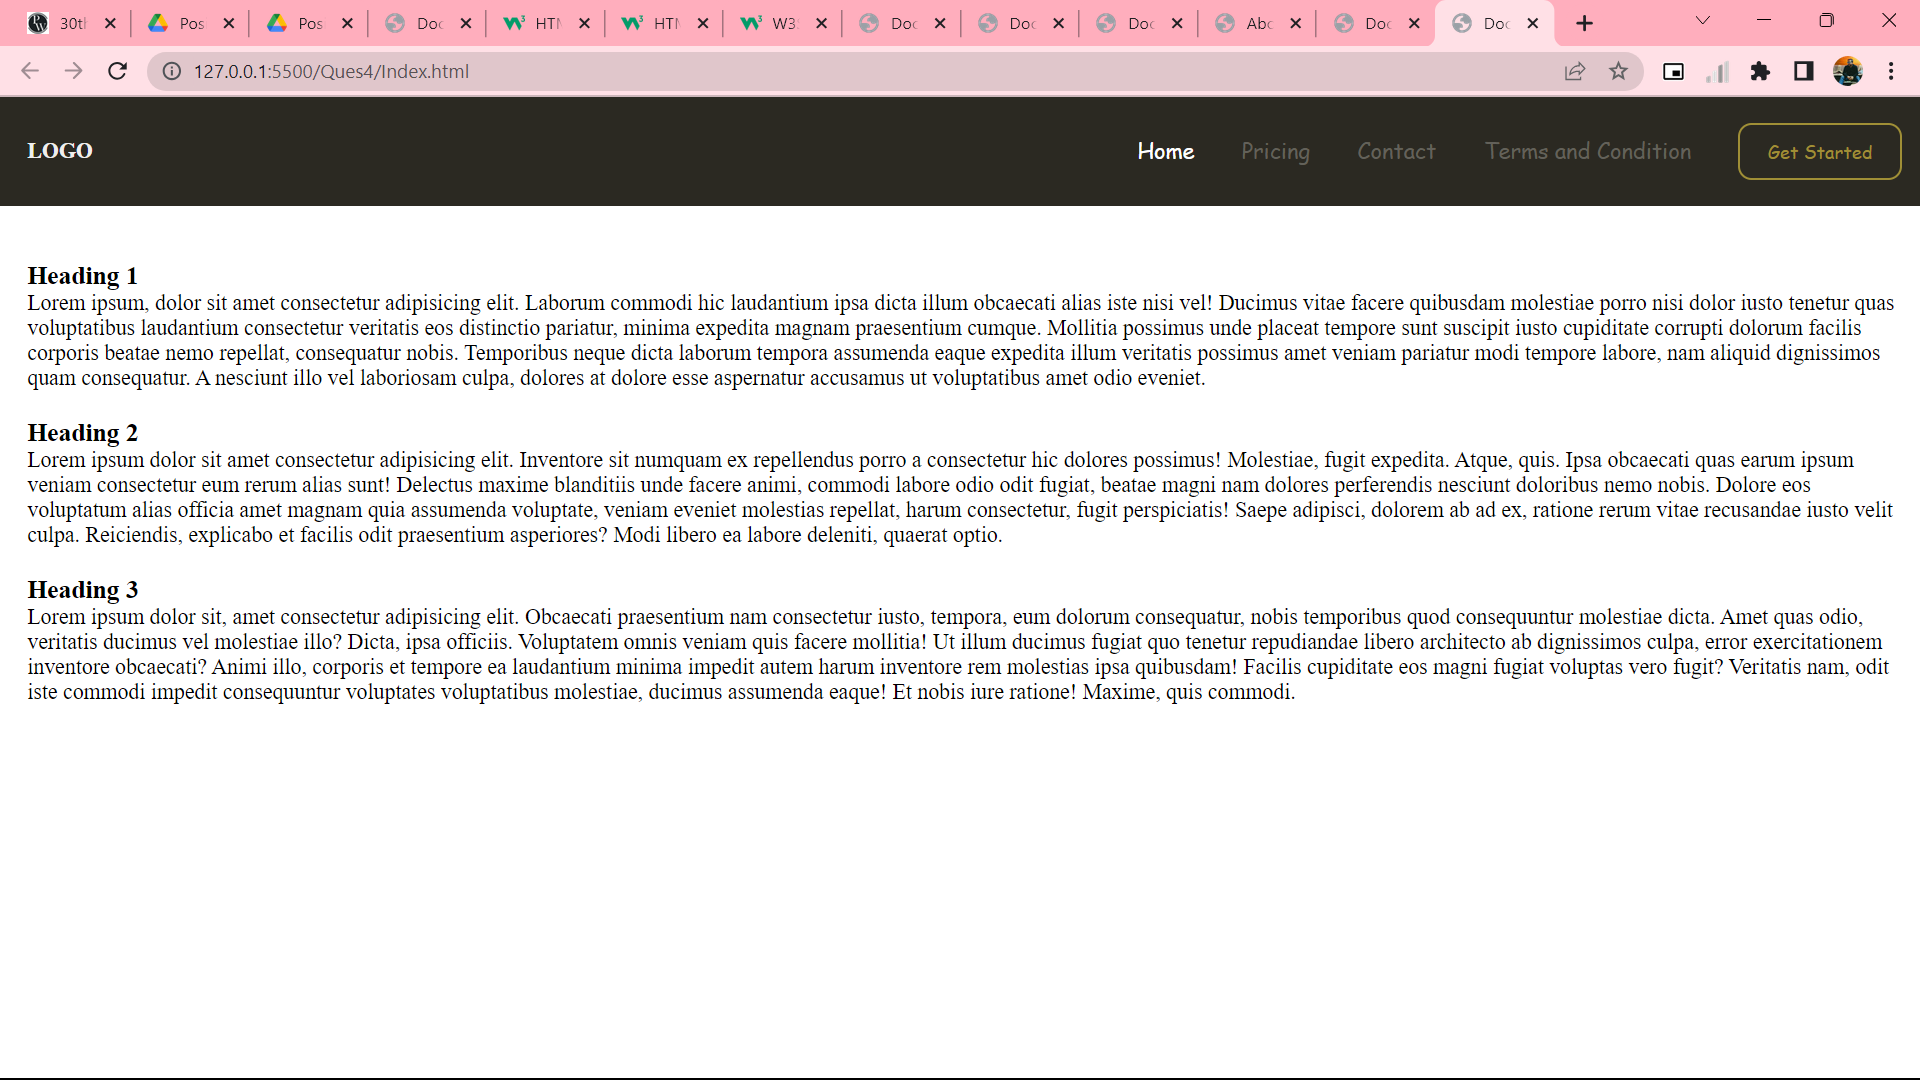 30th
Pos
Pos
Doc
HTM
HTM
W3S
Doc
Doc
Doc
Abc
Doc
Doc
127.0.0.1:5500/Ques4/Index.html
LOGO
Home
Pricing
Contact
Terms and Condition
Get Started
Heading 1
Lorem ipsum, dolor sit amet consectetur adipisicing elit. Laborum commodi hic laudantium ipsa dicta illum obcaecati alias iste nisi vel! Ducimus vitae facere quibusdam molestiae porro nisi dolor iusto tenetur quas
voluptatibus laudantium consectetur veritatis eos distinctio pariatur, minima expedita magnam praesentium cumque. Mollitia possimus unde placeat tempore sunt suscipit iusto cupiditate corrupti dolorum facilis
corporis beatae nemo repellat, consequatur nobis. Temporibus neque dicta laborum tempora assumenda eaque expedita illum veritatis possimus amet veniam pariatur modi tempore labore, nam aliquid dignissimos
quam consequatur. A nesciunt illo vel laboriosam culpa, dolores at dolore esse aspernatur accusamus ut voluptatibus amet odio eveniet.
Heading 2
Lorem ipsum dolor sit amet consectetur adipisicing elit. Inventore sit numquam ex repellendus porro a consectetur hic dolores possimus! Molestiae, fugit expedita. Atque, quis. Ipsa obcaecati quas earum ipsum
veniam consectetur eum rerum alias sunt! Delectus maxime blanditiis unde facere animi, commodi labore odio odit fugiat, beatae magni nam dolores perferendis nesciunt doloribus nemo nobis. Dolore eos
voluptatum alias officia amet magnam quia assumenda voluptate, veniam eveniet molestias repellat, harum consectetur, fugit perspiciatis! Saepe adipisci, dolorem ab ad ex, ratione rerum vitae recusandae iusto velit
culpa. Reiciendis, explicabo et facilis odit praesentium asperiores? Modi libero ea labore deleniti, quaerat optio.
Heading 3
Lorem ipsum dolor sit, amet consectetur adipisicing elit. Obcaecati praesentium nam consectetur iusto, tempora, eum dolorum consequatur, nobis temporibus quod consequuntur molestiae dicta. Amet quas odio,
veritatis ducimus vel molestiae illo? Dicta, ipsa officiis. Voluptatem omnis veniam quis facere mollitia! Ut illum ducimus fugiat quo tenetur repudiandae libero architecto ab dignissimos culpa, error exercitationem
inventore obcaecati? Animi illo, corporis et tempore ea laudantium minima impedit autem harum inventore rem molestias ipsa quibusdam! Facilis cupiditate eos magni fugiat voluptas vero fugit? Veritatis nam, odit
iste commodi impedit consequuntur voluptates voluptatibus molestiae, ducimus assumenda eaque! Et nobis iure ratione! Maxime, quis commodi.